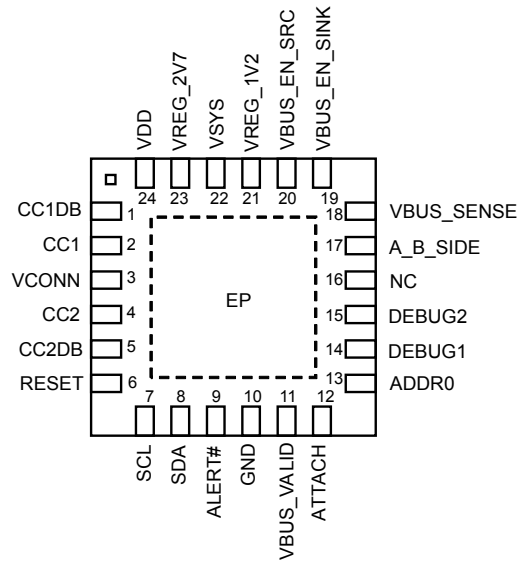 VDD
VREG_2V7
VSYS
VREG_1V2
VBUS_EN_SRC
VBUS_EN_SINK
24
23
22
21
20
19
CC1DB 1
CC1 2
VCONN 3
CC2 4
CC2DB 5
RESET 6
EP
18 VBUS_SENSE
17 A_B_SIDE
16 NC
15 DEBUG2
14 DEBUG1
13 ADDR0
7
8
9
10
11
12
SCL
SDA
ALERT#
GND
VBUS_VALID
ATTACH